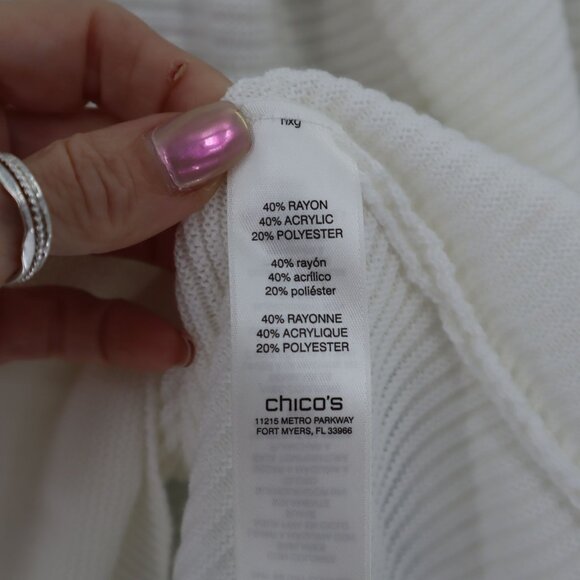 40% RAYON
40% ACRYLIC
20% POLYESTER
40% rayón
40% acrílico
20% poliéster
40% RAYONNE
40% ACRYLIQUE
20% POLYESTER
chico's
11215 METRO PARKWAY
FORT MYERS, FL 33966